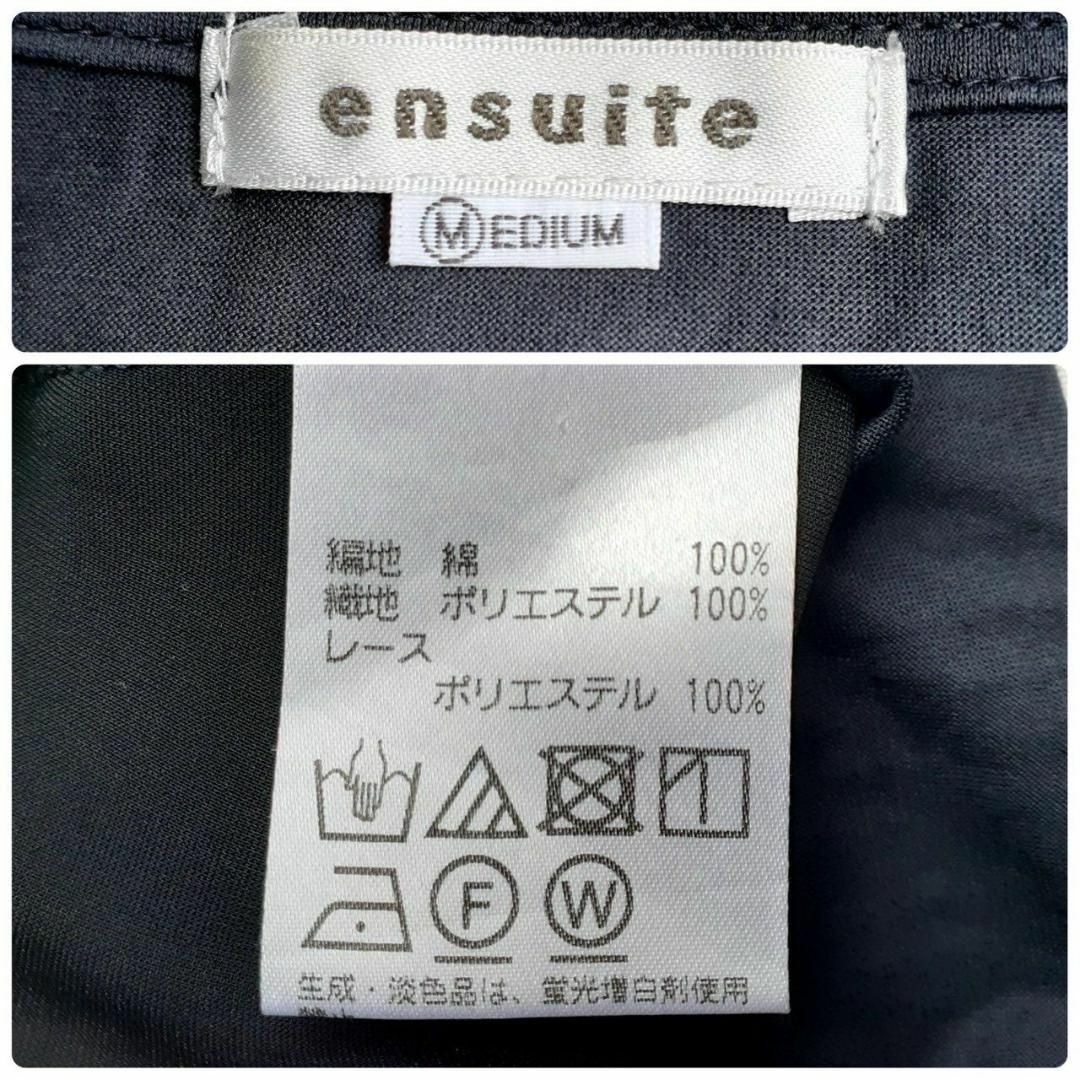 ensuite
MEDIUM
編地 綿 100%
織地 ポリエステル 100%
レース
ポリエステル 100%
F W
生成・淡色品は、蛍光増白剤使用